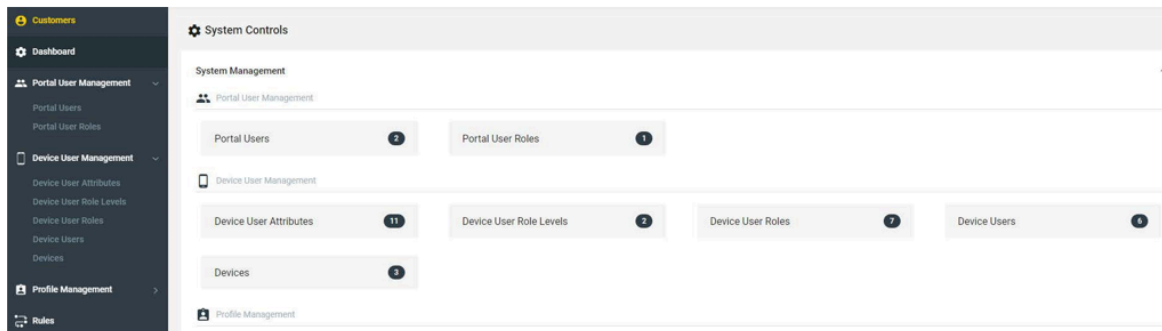 Customers
Dashboard
Portal User Management
Portal Users
Portal User Roles
Device User Management
Device User Attributes
Device User Role Levels
Device User Roles
Device Users
Devices
Profile Management
Rules
System Controls
System Management
Portal User Management
Portal Users 2 Portal User Roles 1
Device User Management
Device User Attributes 11 Device User Role Levels 2 Device User Roles 7 Device Users 6
Devices 3
Profile Management